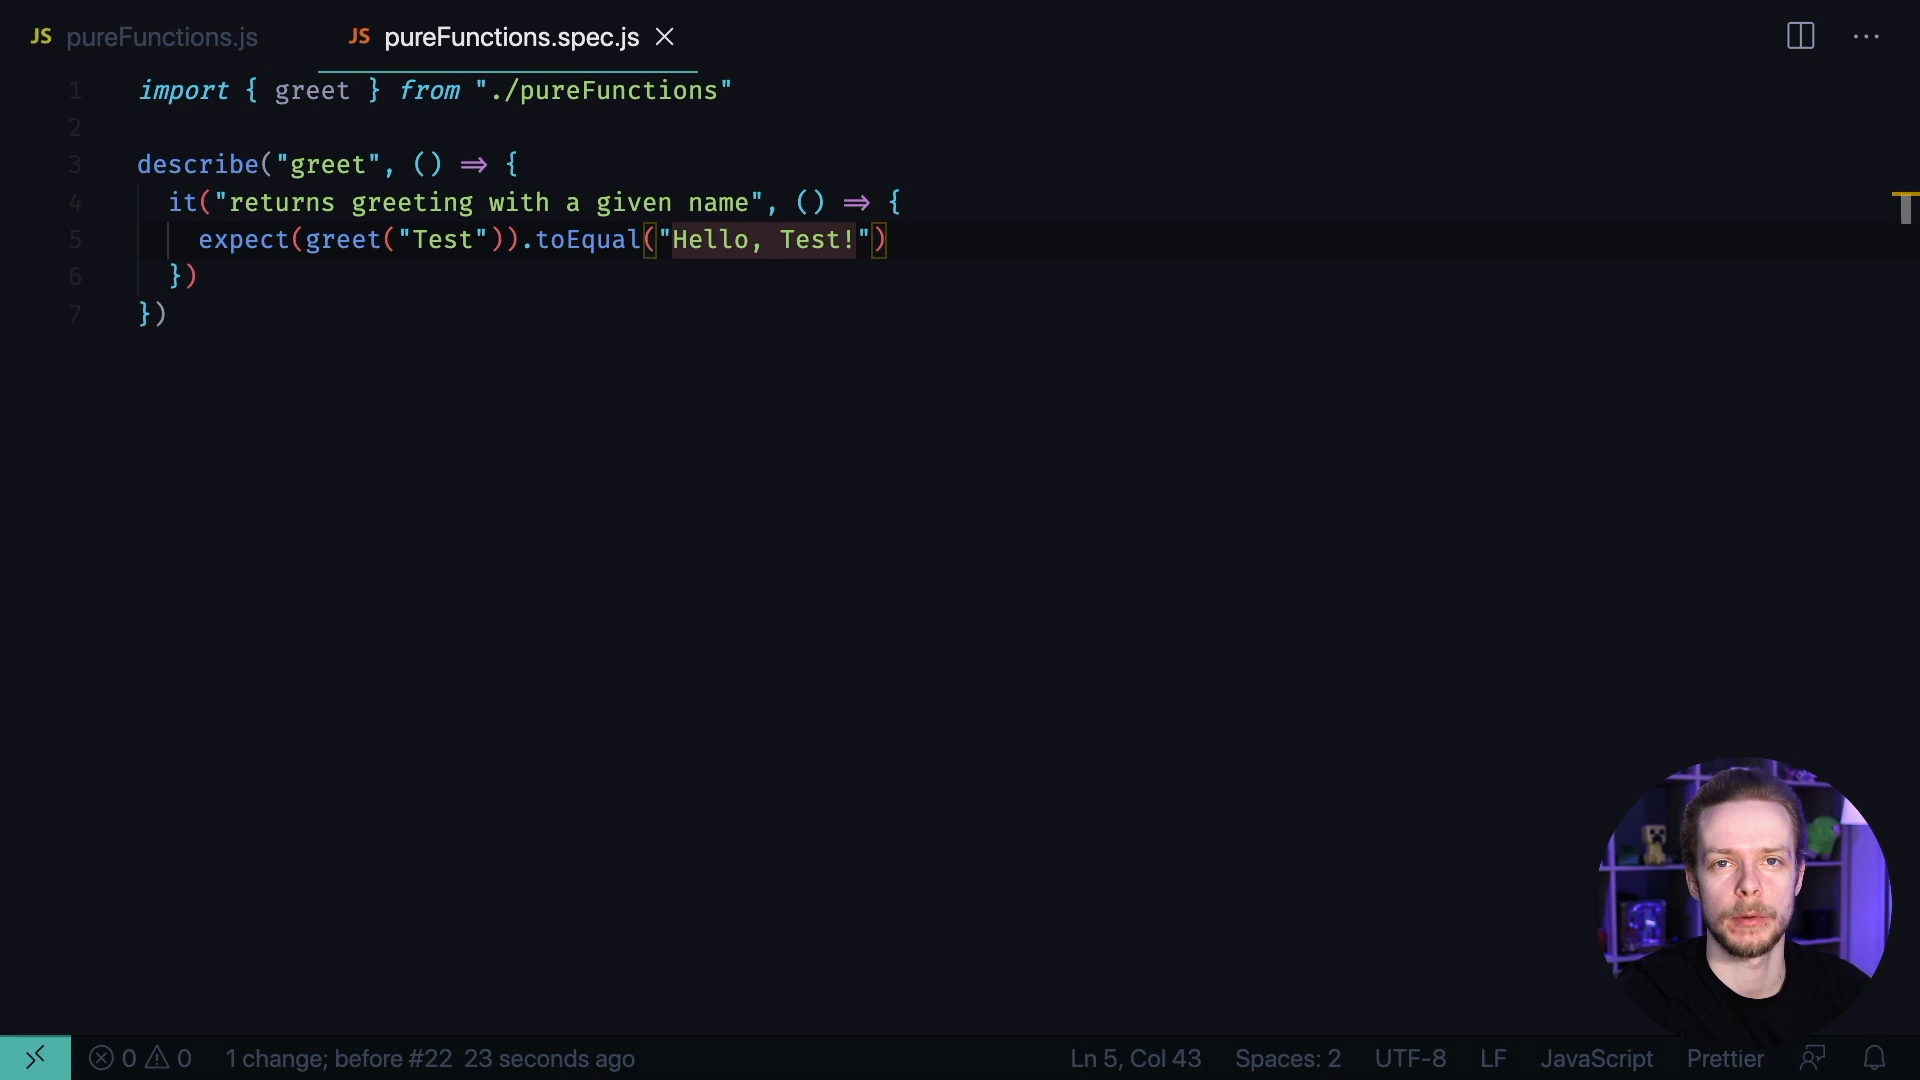 JS pureFunctions.js JS pureFunctions.spec.js
1 import { greet } from "./pureFunctions"
2
3 describe("greet", () => {
4 it("returns greeting with a given name", () => {
5 expect(greet("Test")).toEqual("Hello, Test!")
6 })
7 })
0 0 1 change; before #22 23 seconds ago Ln 5, Col 43 Spaces: 2 UTF-8 LF JavaScript Prettier